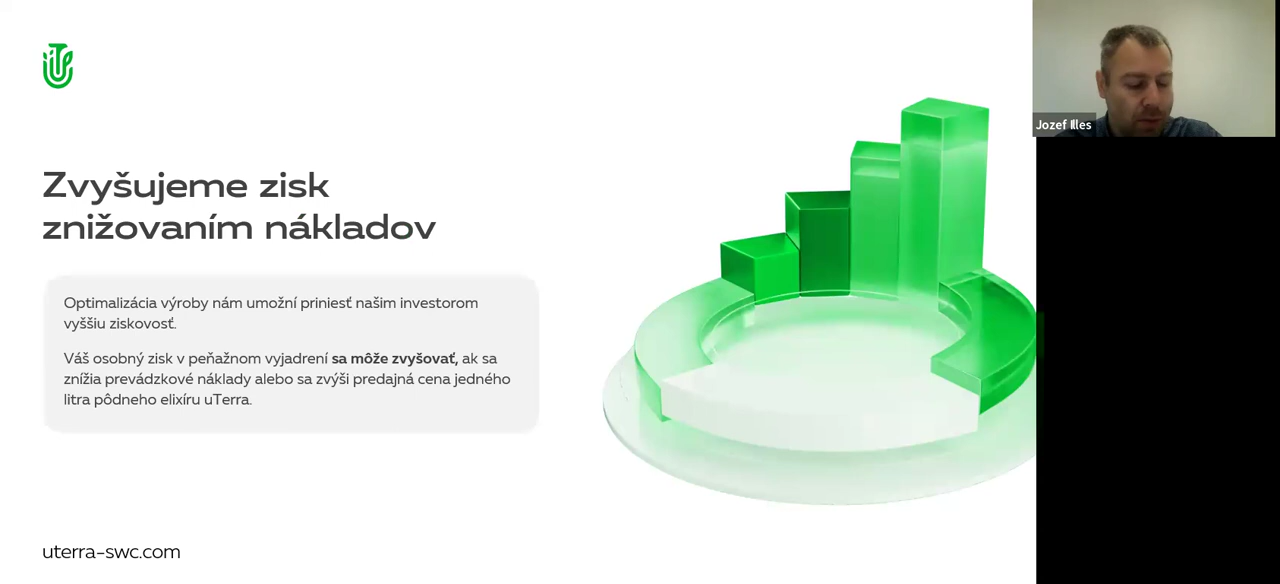 Zvyšujeme zisk
znižovaním nákladov
Optimalizácia výroby nám umožní priniesť našim investorom
vyššiu ziskovosť.
Váš osobný zisk v peňažnom vyjadrení sa môže zvyšovať, ak sa
znížia prevádzkové náklady alebo sa zvýši predajná cena jedného
litra pôdneho elixíru uTerra.
uterra-swc.com
Jozef Illes